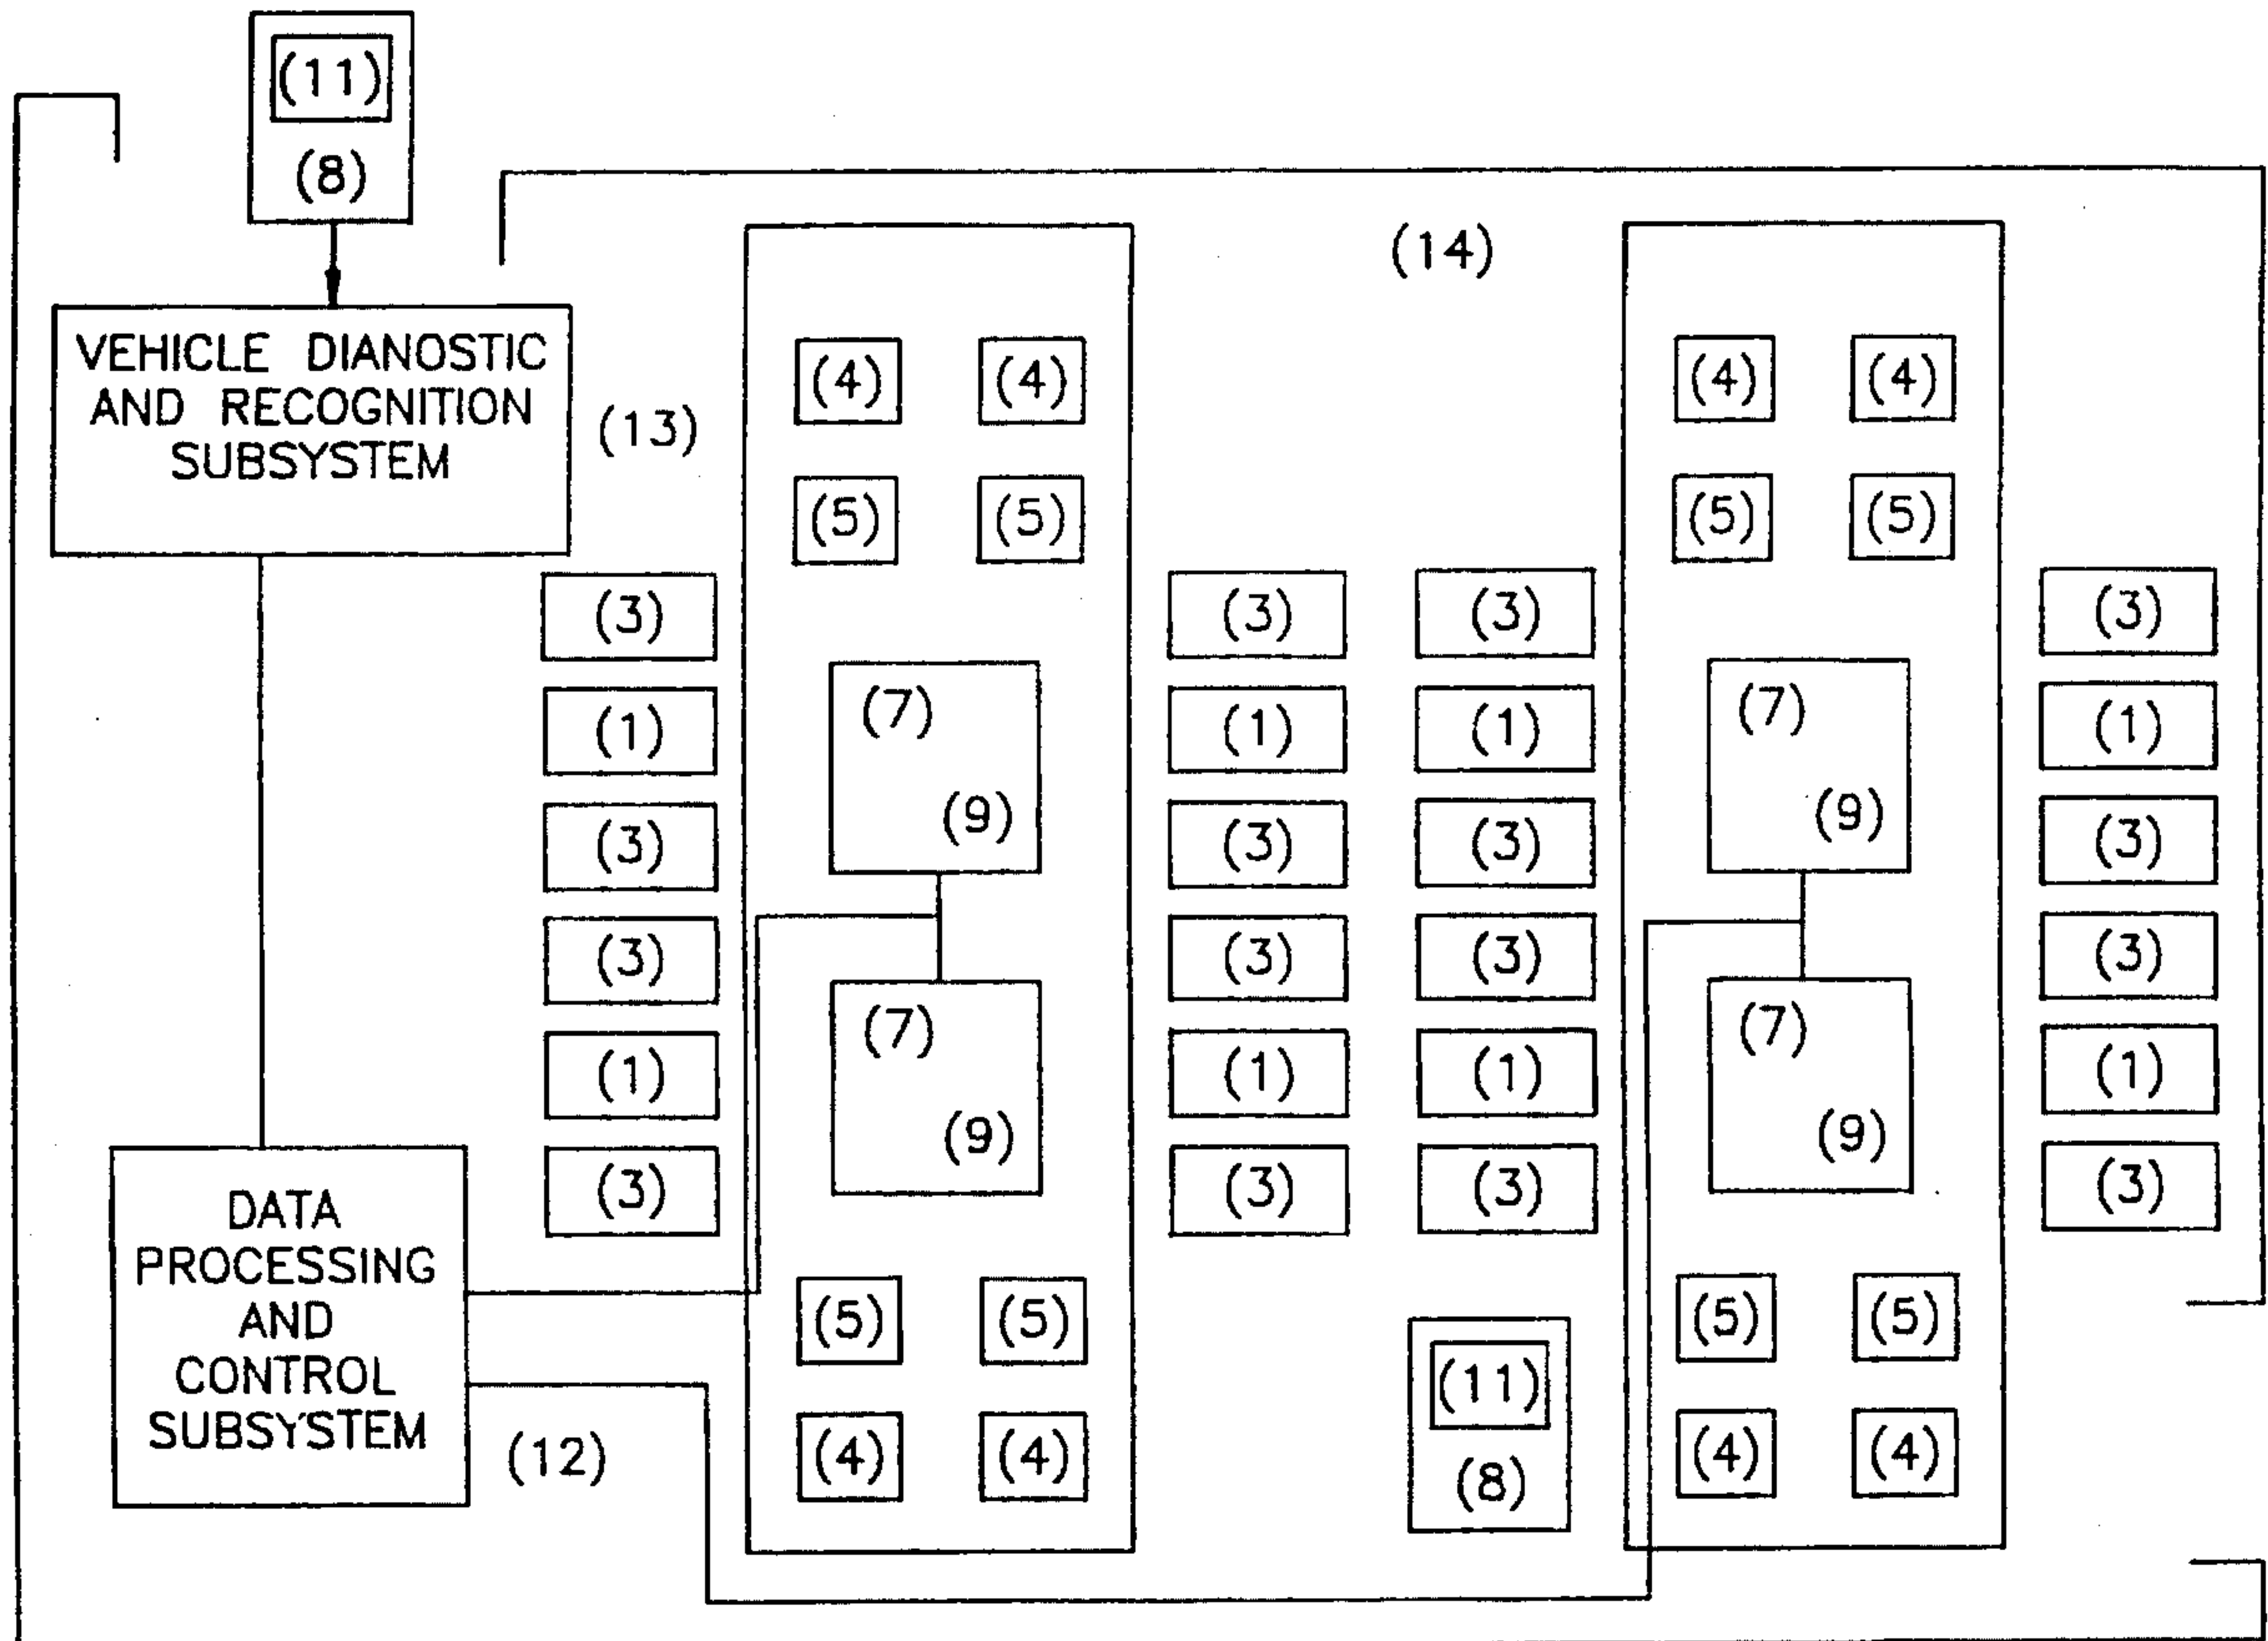 (11)
(8)
(14)
VEHICLE DIANOSTIC
AND RECOGNITION
SUBSYSTEM
(13)
(4) (4) (4) (4)
(5) (5) (5) (5)
(3) (3) (3) (3)
(7) (7)
(1) (1) (1) (1)
(9) (9)
(3) (3) (3) (3)
(3) (3) (3) (3)
(7) (7)
(1) (1) (1) (1)
(9) (9)
(3) (3) (3) (3)
DATA
PROCESSING
AND
CONTROL
SUBSYSTEM
(12)
(5) (5) (5) (5)
(11)
(4) (4) (4) (4)
(8)